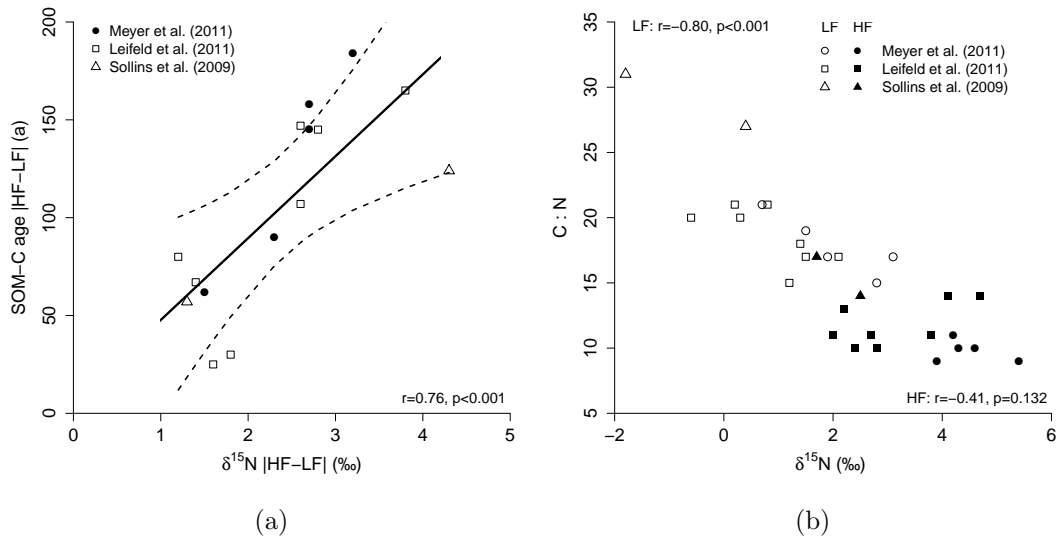 Meyer et al. (2011)
Leifeld et al. (2011)
Sollins et al. (2009)
SOM−C age |HF−LF| (a)
200
150
100
50
0
r=0.76, p<0.001
0 1 2 3 4 5
δ¹⁵N |HF−LF| (‰)
(a)
LF: r=−0.80, p<0.001
LF HF
Meyer et al. (2011)
Leifeld et al. (2011)
Sollins et al. (2009)
C : N
35
30
25
20
15
10
5
HF: r=−0.41, p=0.132
−2 0 2 4 6
δ¹⁵N (‰)
(b)